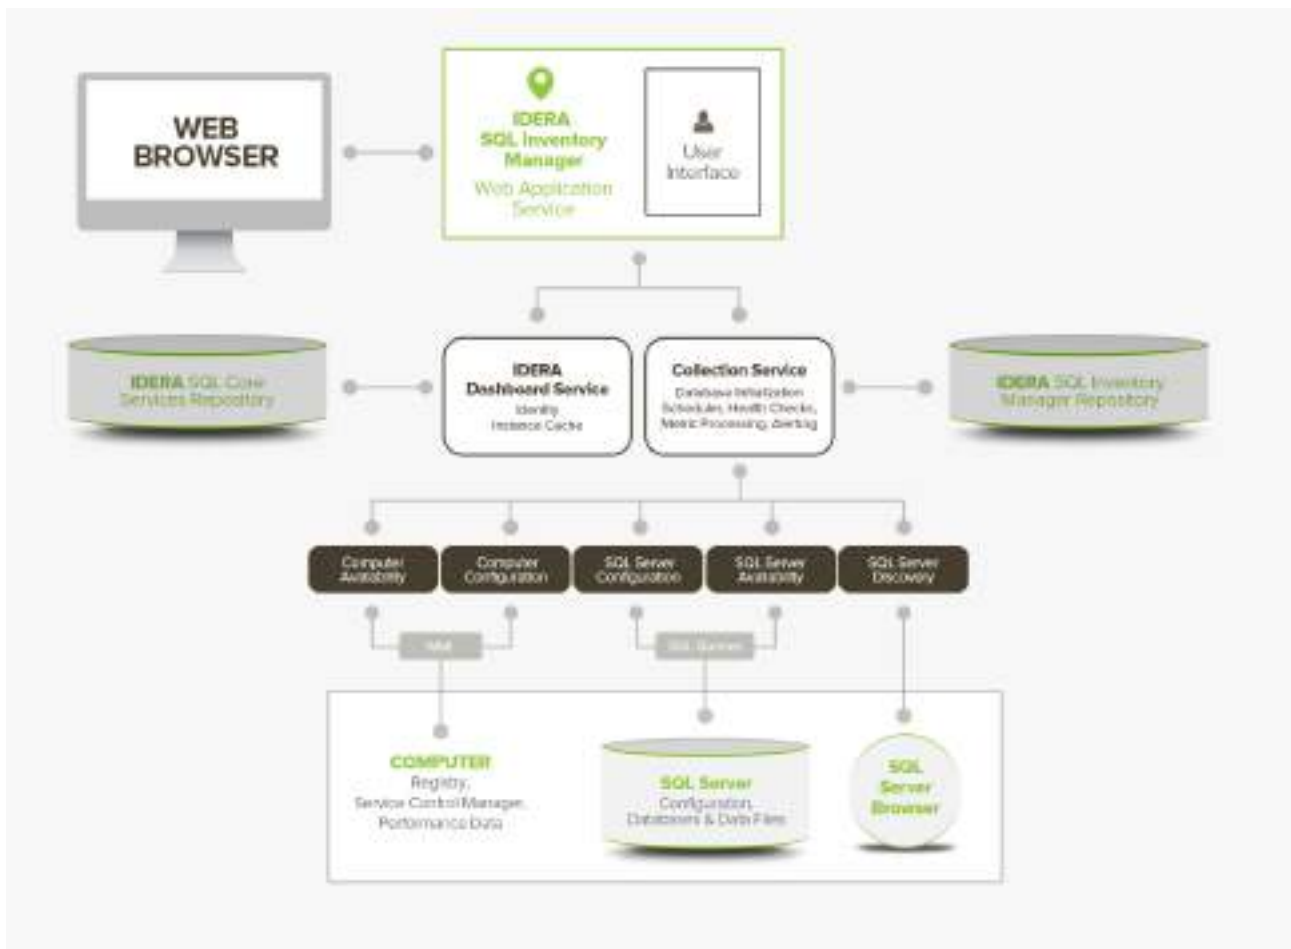 WEB
BROWSER
IDERA
SQL Inventory
Manager
Web Application
Service
User
Interface
IDERA SQL Core
Services Repository
IDERA
Dashboard Service
Identity
Instance Cache
Collection Service
Database Initialization
Scheduler, Health Checks,
Metric Processing, Alerting
IDERA SQL Inventory
Manager Repository
Computer
Availability
Computer
Configuration
SQL Server
Configuration
SQL Server
Availability
SQL Server
Discovery
WMI
SQL Queries
COMPUTER
Registry,
Service Control Manager,
Performance Data
SQL Server
Configuration,
Databases & Data Files
SQL
Server
Browser